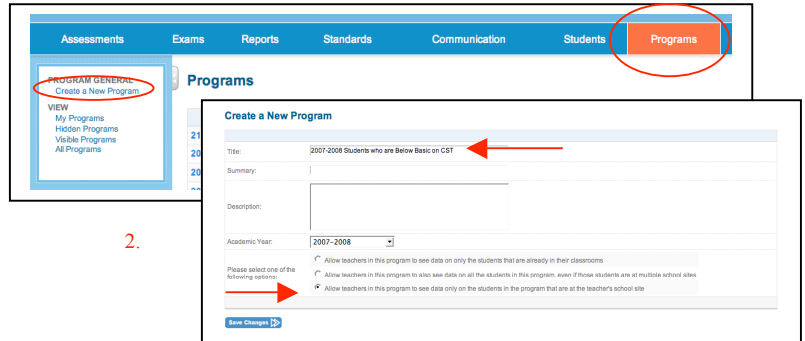 Assessments Exams Reports Standards Communication Students Programs
PROGRAM GENERAL
Create a New Program
VIEW
My Programs
Hidden Programs
Visible Programs
All Programs
Programs
21
20
20
2.
Create a New Program
Title: 2007-2008 Students who are Below Basic on CST
Summary:
Description:
Academic Year: 2007-2008
Please select one of the following options:
Allow teachers in this program to see data on only the students that are already in their classrooms
Allow teachers in this program to also see data on all the students in this program, even if those students are at multiple school sites
Allow teachers in this program to see data only on the students in the program that are at the teacher's school site
Save Changes